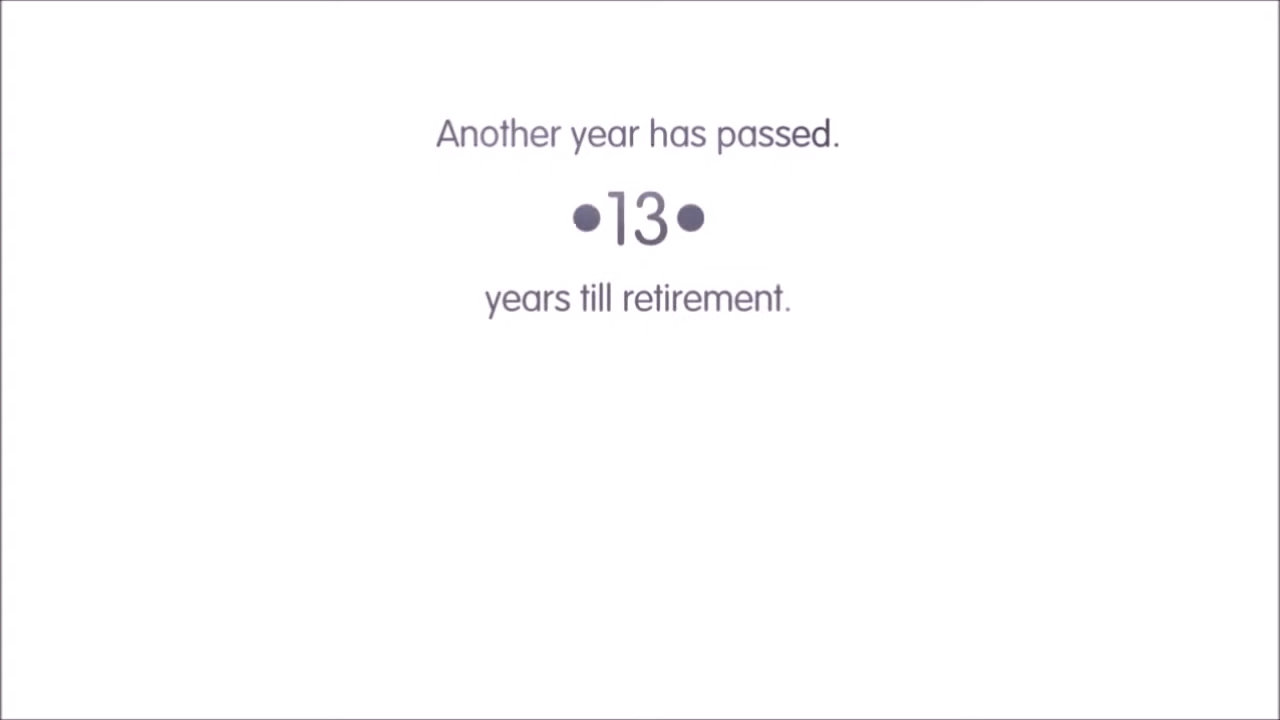 Another year has passed.
•13•
years till retirement.